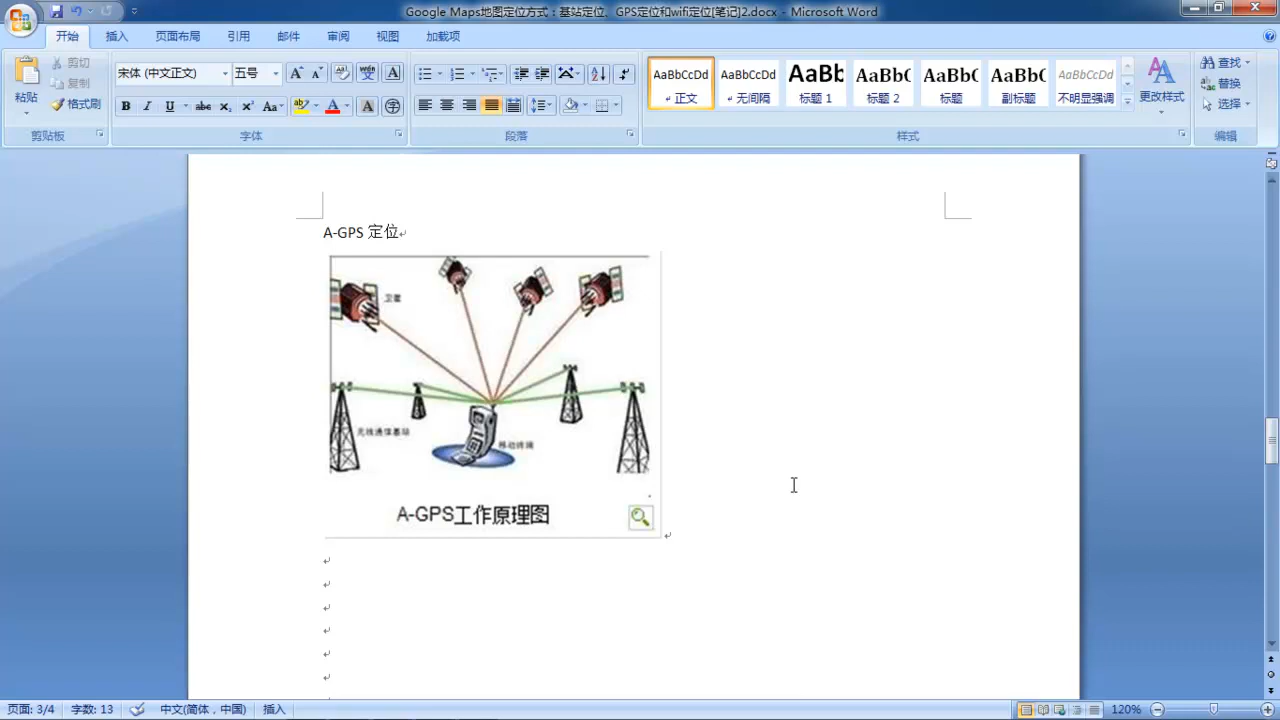 Google Maps地图定位方式：基站定位、GPS定位和wifi定位[笔记]2.docx - Microsoft Word
开始 插入 页面布局 引用 邮件 审阅 视图 加载项
粘贴 剪切 复制 格式刷
宋体 (中文正文) 五号
AaBbCcDd AaBbCcDd AaBb AaBbC AaBbC AaBbC AaBbCcDd
正文 无间隔 标题 1 标题 2 标题 副标题 不明显强调
更改样式
查找 替换 选择
剪贴板 字体 段落 样式 编辑
A-GPS 定位
卫星
无线通信基站
移动终端
A-GPS工作原理图
页面: 3/4 字数: 13 中文(简体，中国) 插入 120%